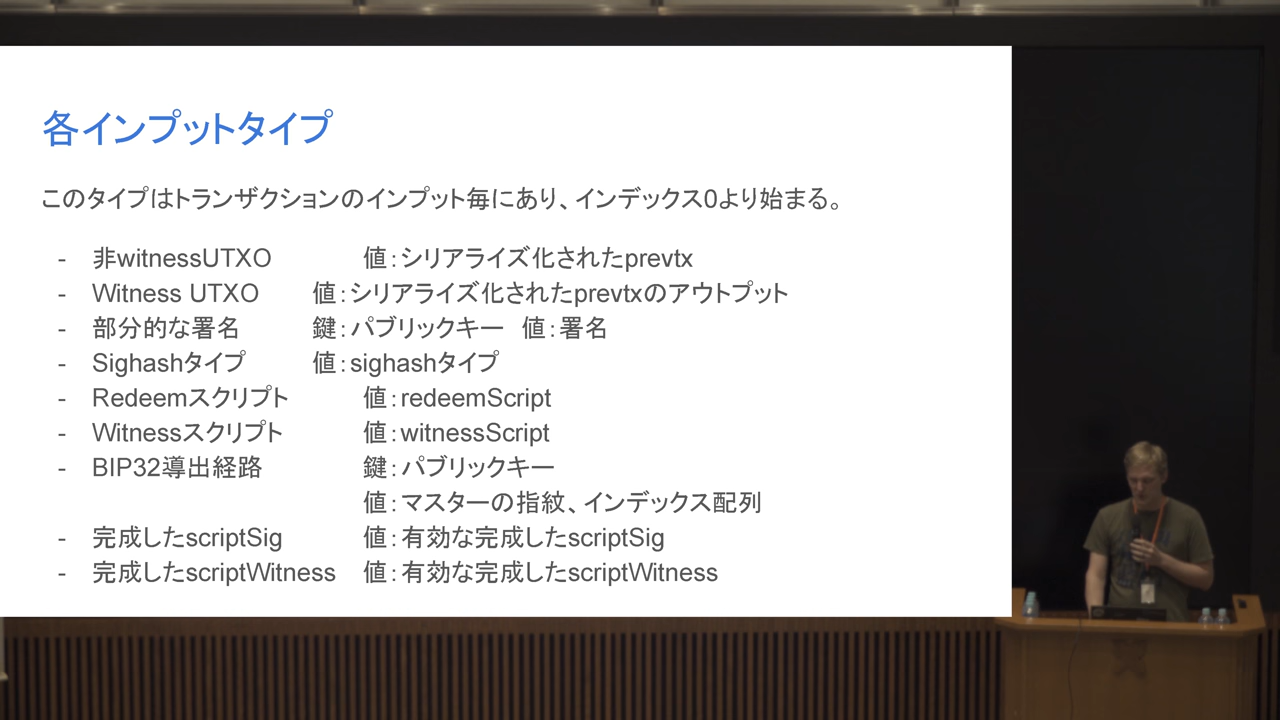 各インプットタイプ
このタイプはトランザクションのインプット毎にあり、インデックス0より始まる。
- 非witnessUTXO 値：シリアライズ化されたprevtx
- Witness UTXO 値：シリアライズ化されたprevtxのアウトプット
- 部分的な署名 鍵：パブリックキー 値：署名
- Sighashタイプ 値：sighashタイプ
- Redeemスクリプト 値：redeemScript
- Witnessスクリプト 値：witnessScript
- BIP32導出経路 鍵：パブリックキー
値：マスターの指紋、インデックス配列
- 完成したscriptSig 値：有効な完成したscriptSig
- 完成したscriptWitness 値：有効な完成したscriptWitness